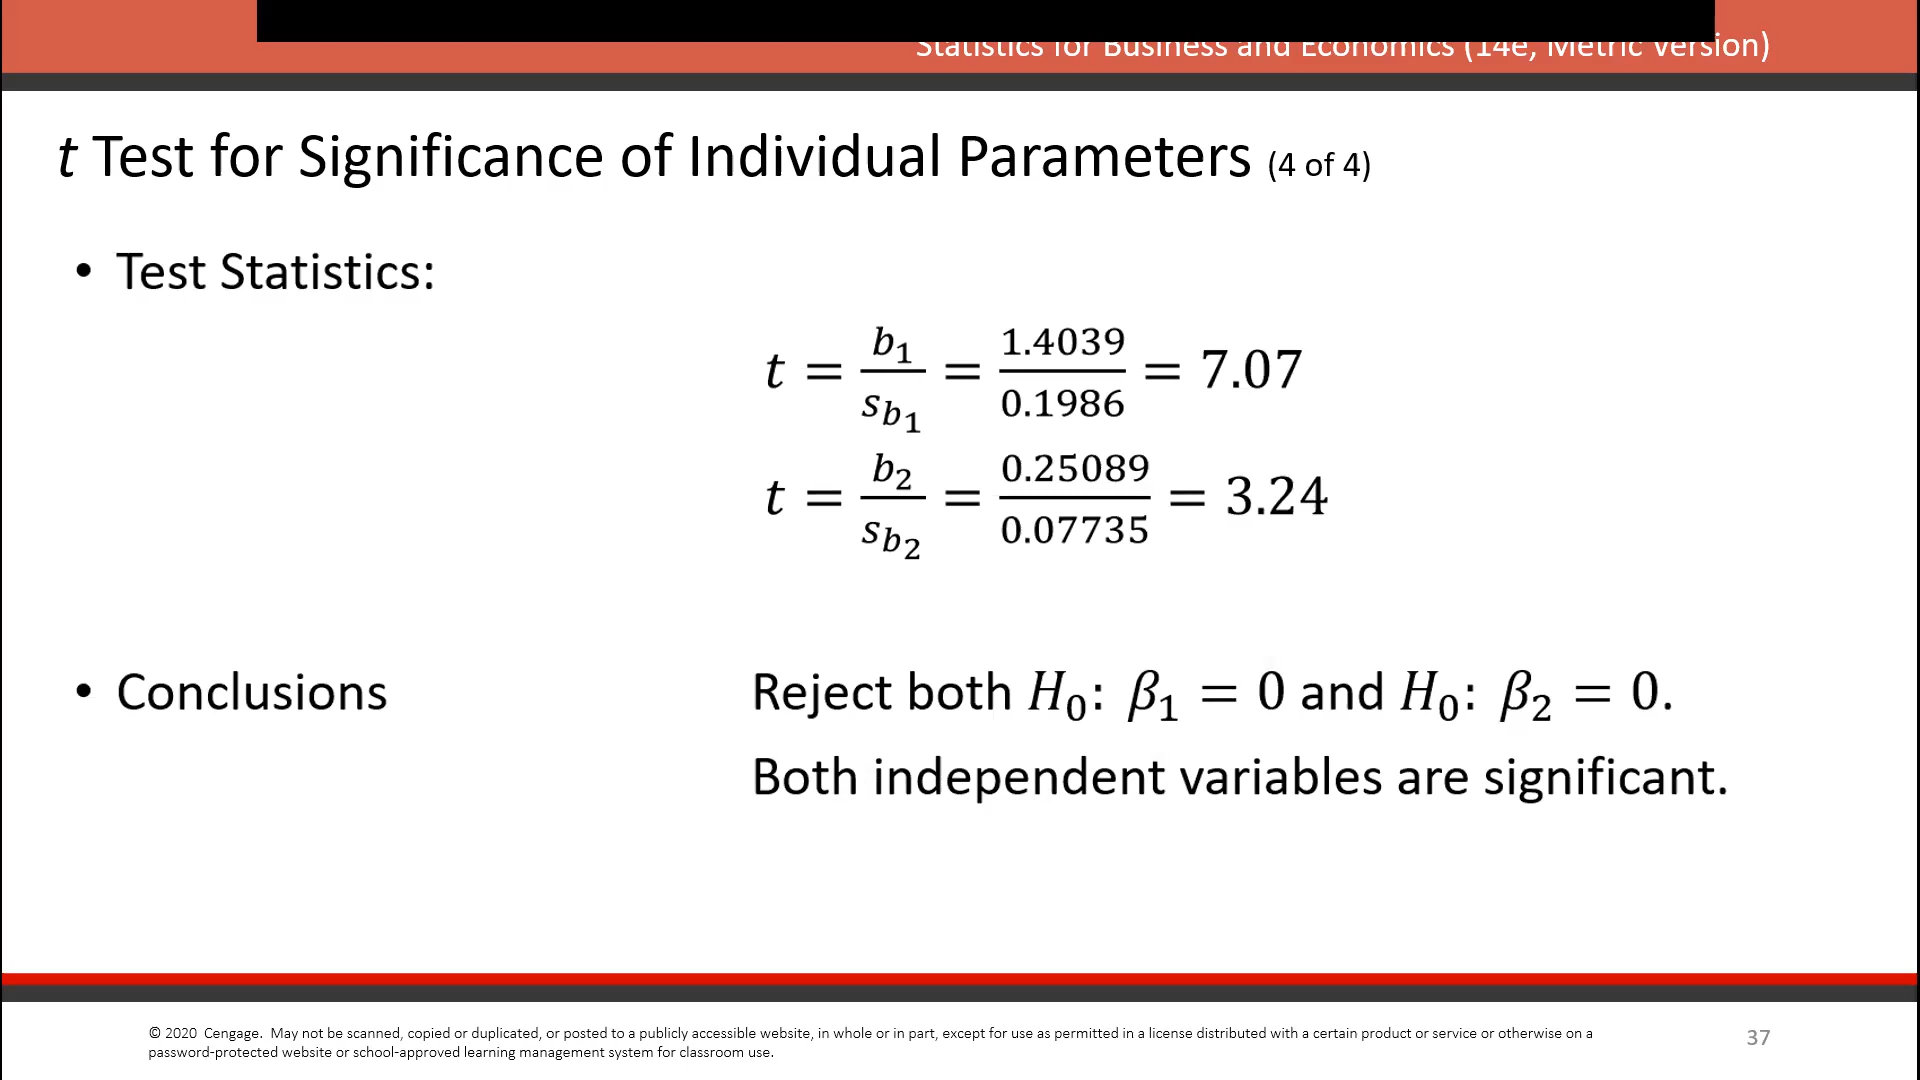 Statistics for Business and Economics (14e, Metric Version)
t Test for Significance of Individual Parameters (4 of 4)
• Test Statistics:
t = b₁/s_b₁ = 1.4039/0.1986 = 7.07
t = b₂/s_b₂ = 0.25089/0.07735 = 3.24
• Conclusions
Reject both H₀: β₁ = 0 and H₀: β₂ = 0.
Both independent variables are significant.
© 2020 Cengage. May not be scanned, copied or duplicated, or posted to a publicly accessible website, in whole or in part, except for use as permitted in a license distributed with a certain product or service or otherwise on a
password-protected website or school-approved learning management system for classroom use.
37